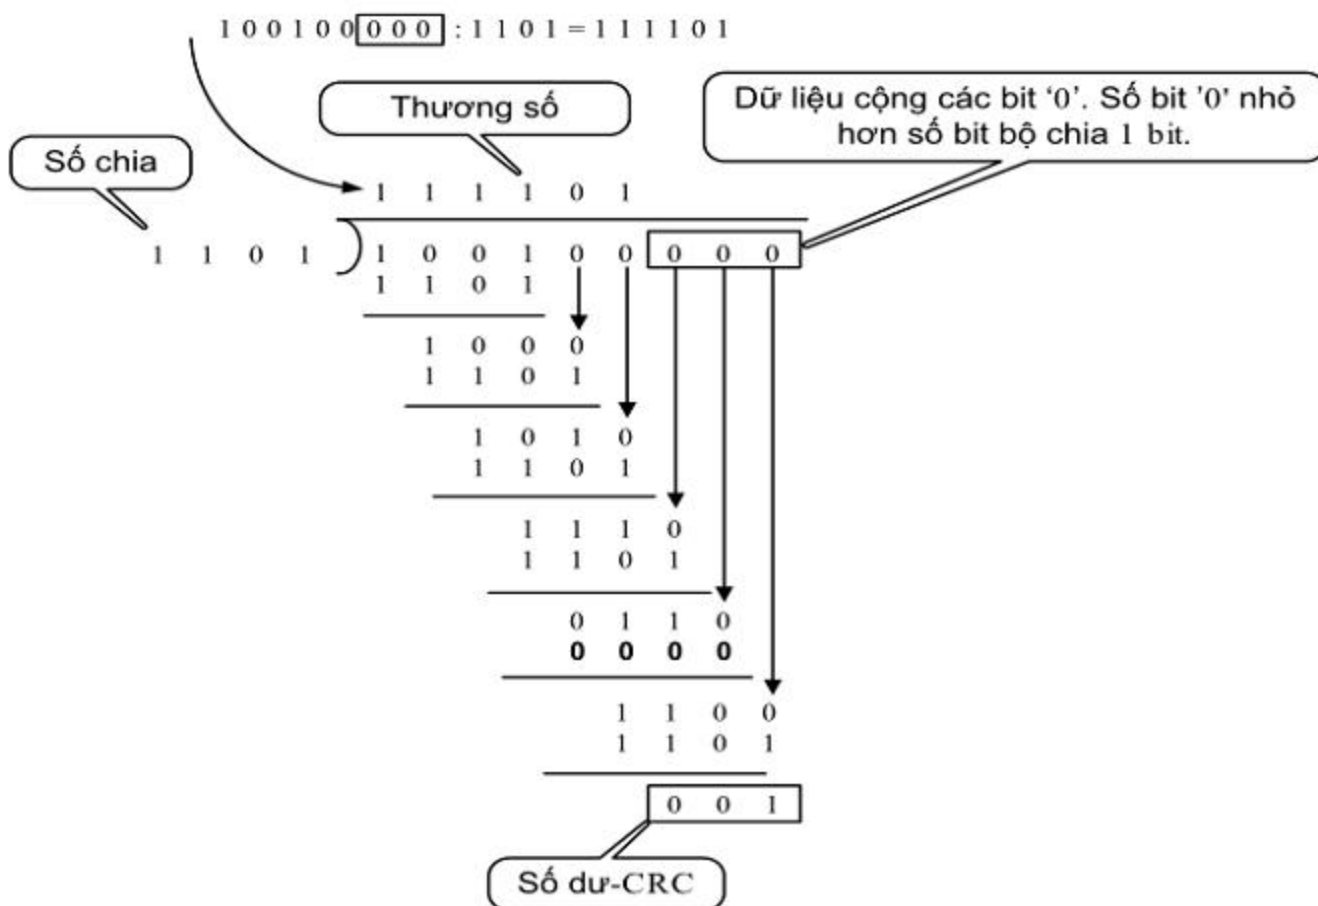 1 0 0 1 0 0 0 0 0 : 1 1 0 1 = 1 1 1 1 0 1
Thương số
Dữ liệu cộng các bit ‘0’. Số bit ’0’ nhỏ
hơn số bit bộ chia 1 bit.
Số chia
1 1 1 1 0 1
1 1 0 1 1 0 0 1 0 0 0 0 0
1 1 0 1
1 0 0 0
1 1 0 1
1 0 1 0
1 1 0 1
1 1 1 0
1 1 0 1
0 1 1 0
0 0 0 0
1 1 0 0
1 1 0 1
0 0 1
Số dư-CRC